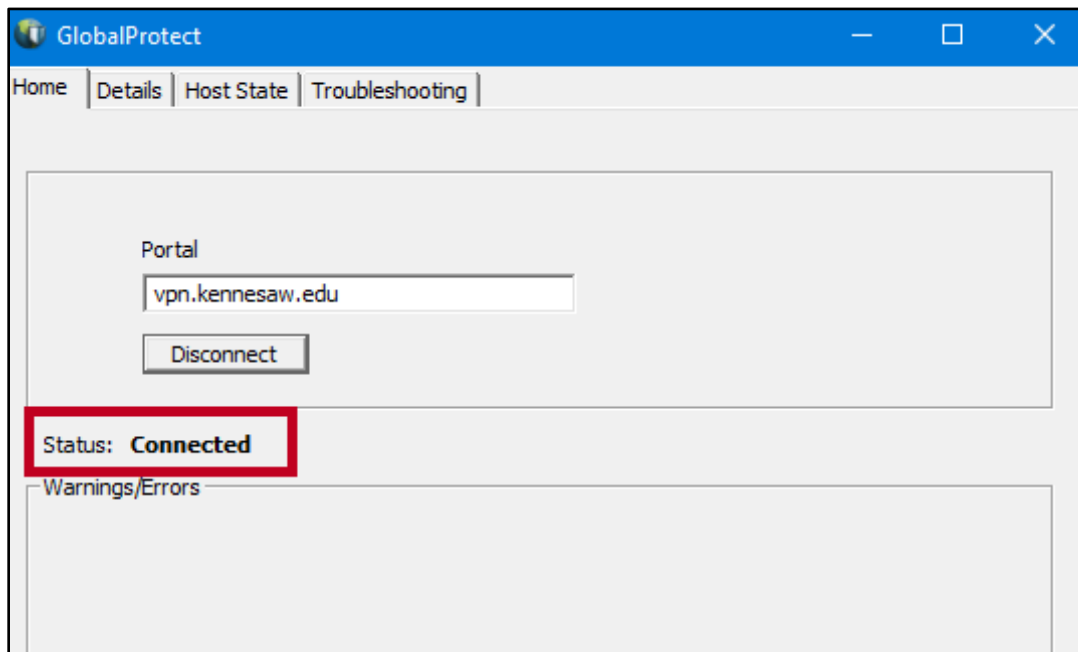 GlobalProtect
Home Details Host State Troubleshooting
Portal
vpn.kennesaw.edu
Disconnect
Status: Connected
Warnings/Errors